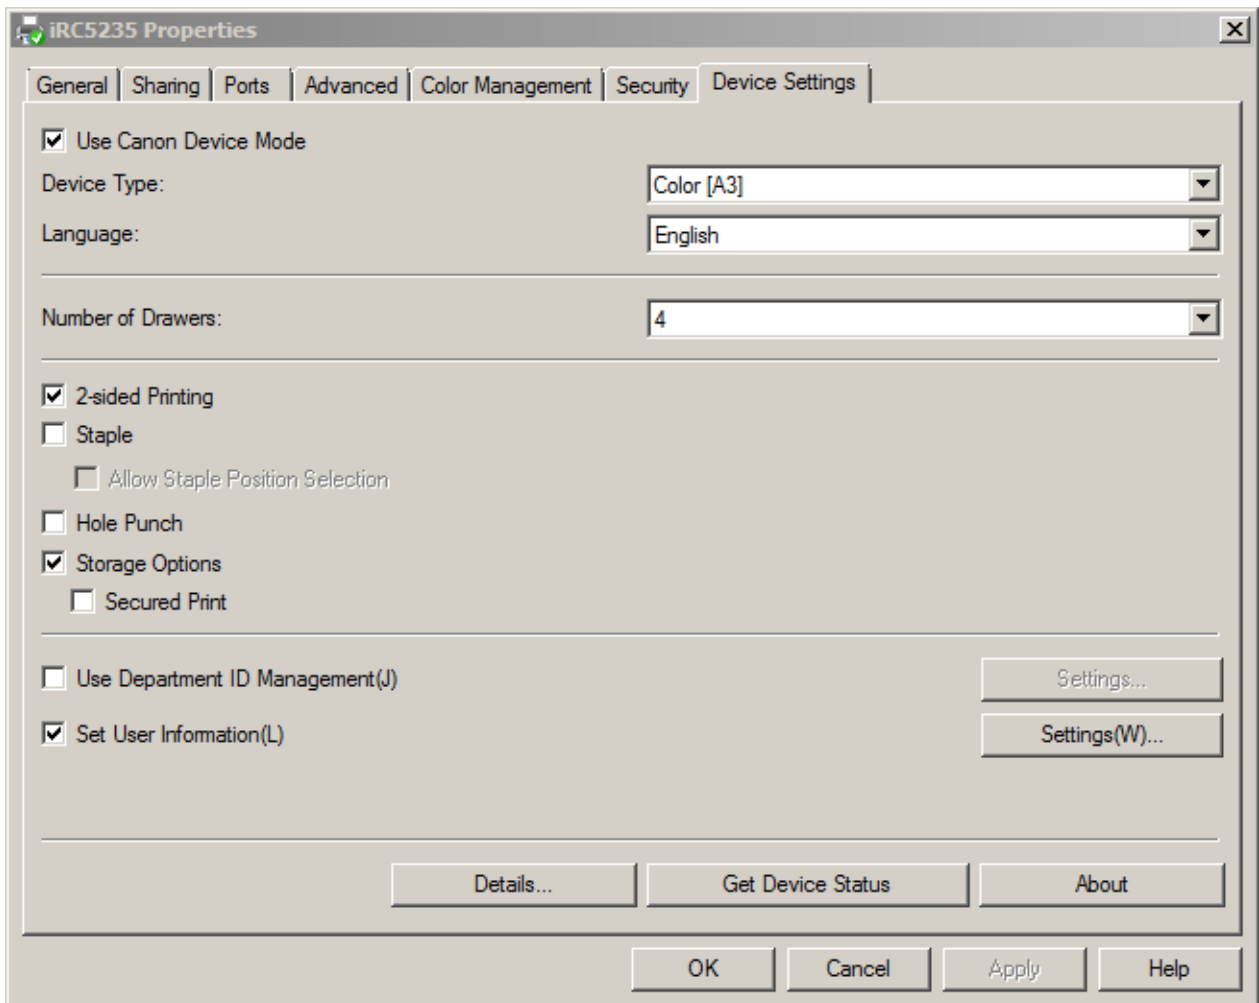 iRC5235 Properties
General Sharing Ports Advanced Color Management Security Device Settings
Use Canon Device Mode
Device Type: Color [A3]
Language: English
Number of Drawers: 4
2-sided Printing
Staple
Allow Staple Position Selection
Hole Punch
Storage Options
Secured Print
Use Department ID Management(J) Settings...
Set User Information(L) Settings(W)...
Details... Get Device Status About
OK Cancel Apply Help